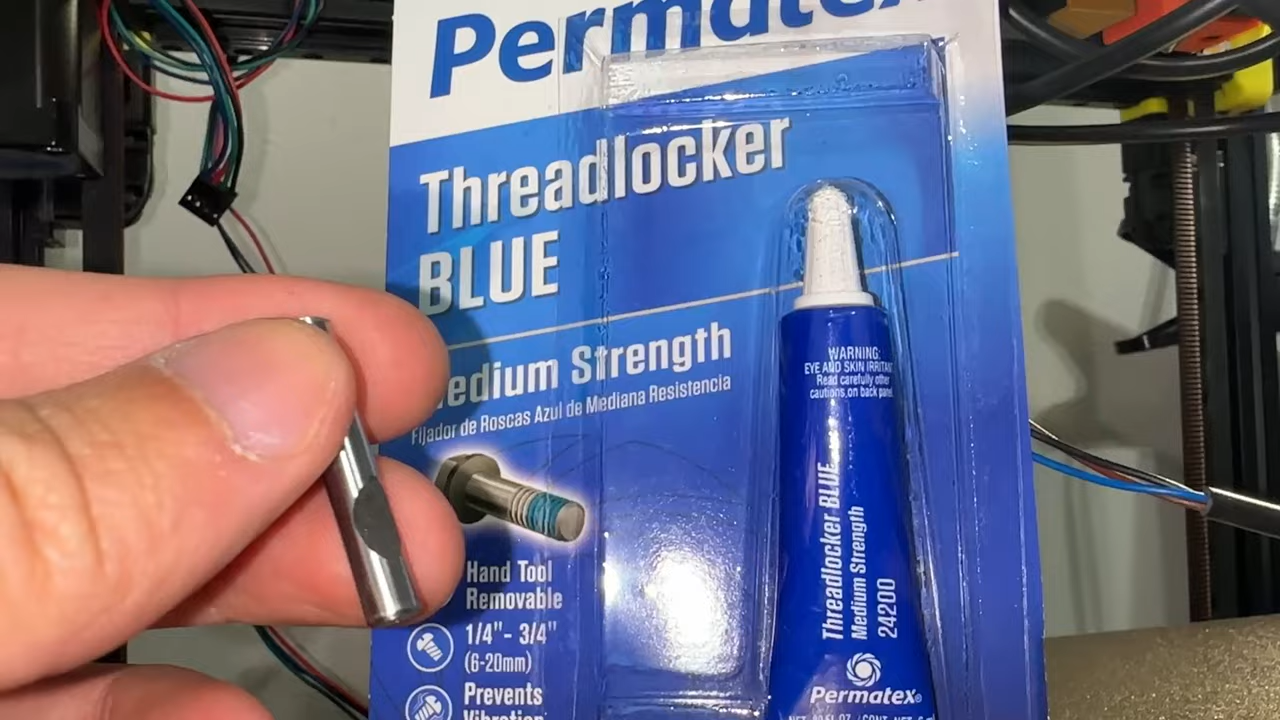 Permatex
Threadlocker
BLUE
Medium Strength
Fijador de Roscas Azul de Mediana Resistencia
Hand Tool
Removable
1/4"- 3/4"
(6-20mm)
Prevents
Vibration
WARNING:
EYE AND SKIN IRRITANT
Read carefully other
cautions on back panel
Threadlocker BLUE
Medium Strength
24200
Permatex®